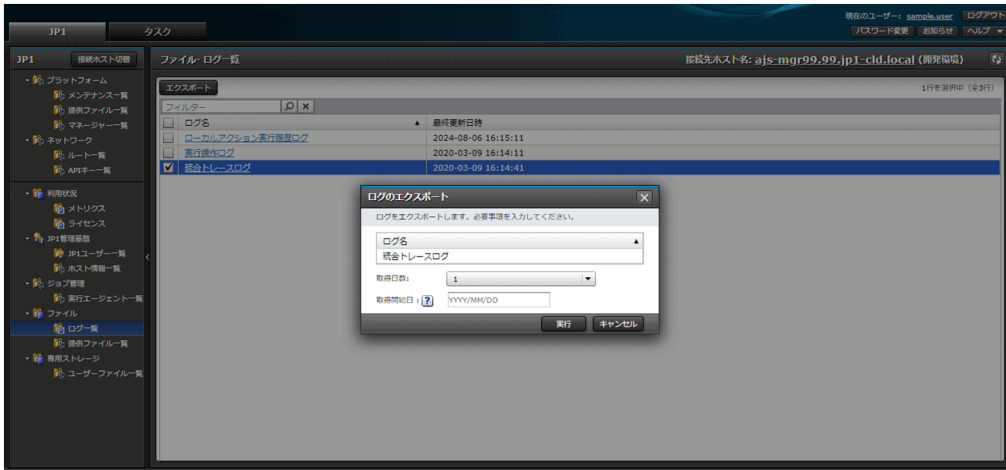 現在のユーザー: sample.user ログアウト
JP1 タスク
パスワード変更 お知らせ ヘルプ
JP1 接続ホスト切替
ファイル-ログ一覧
接続先ホスト名: ajs-mgr99.99.jp1-cld.local (開発環境)
プラットフォーム
メンテナンス一覧
提供ファイル一覧
マネージャー一覧
ネットワーク
ルート一覧
APIキー一覧
利用状況
メトリクス
ライセンス
JP1管理基盤
JP1ユーザー一覧
ホスト情報一覧
ジョブ管理
実行エージェント一覧
ファイル
ログ一覧
提供ファイル一覧
専用ストレージ
ユーザーファイル一覧
エクスポート
1行を選択中 (全3行)
フィルター
ログ名 ▲ 最終更新日時
ローカルアクション実行履歴ログ 2024-08-06 16:15:11
実行操作ログ 2020-03-09 16:14:11
統合トレースログ 2020-03-09 16:14:41
ログのエクスポート
ログをエクスポートします。必要事項を入力してください。
ログ名 ▲
統合トレースログ
取得日数: 1
取得開始日 : ? YYYY/MM/DD
実行 キャンセル